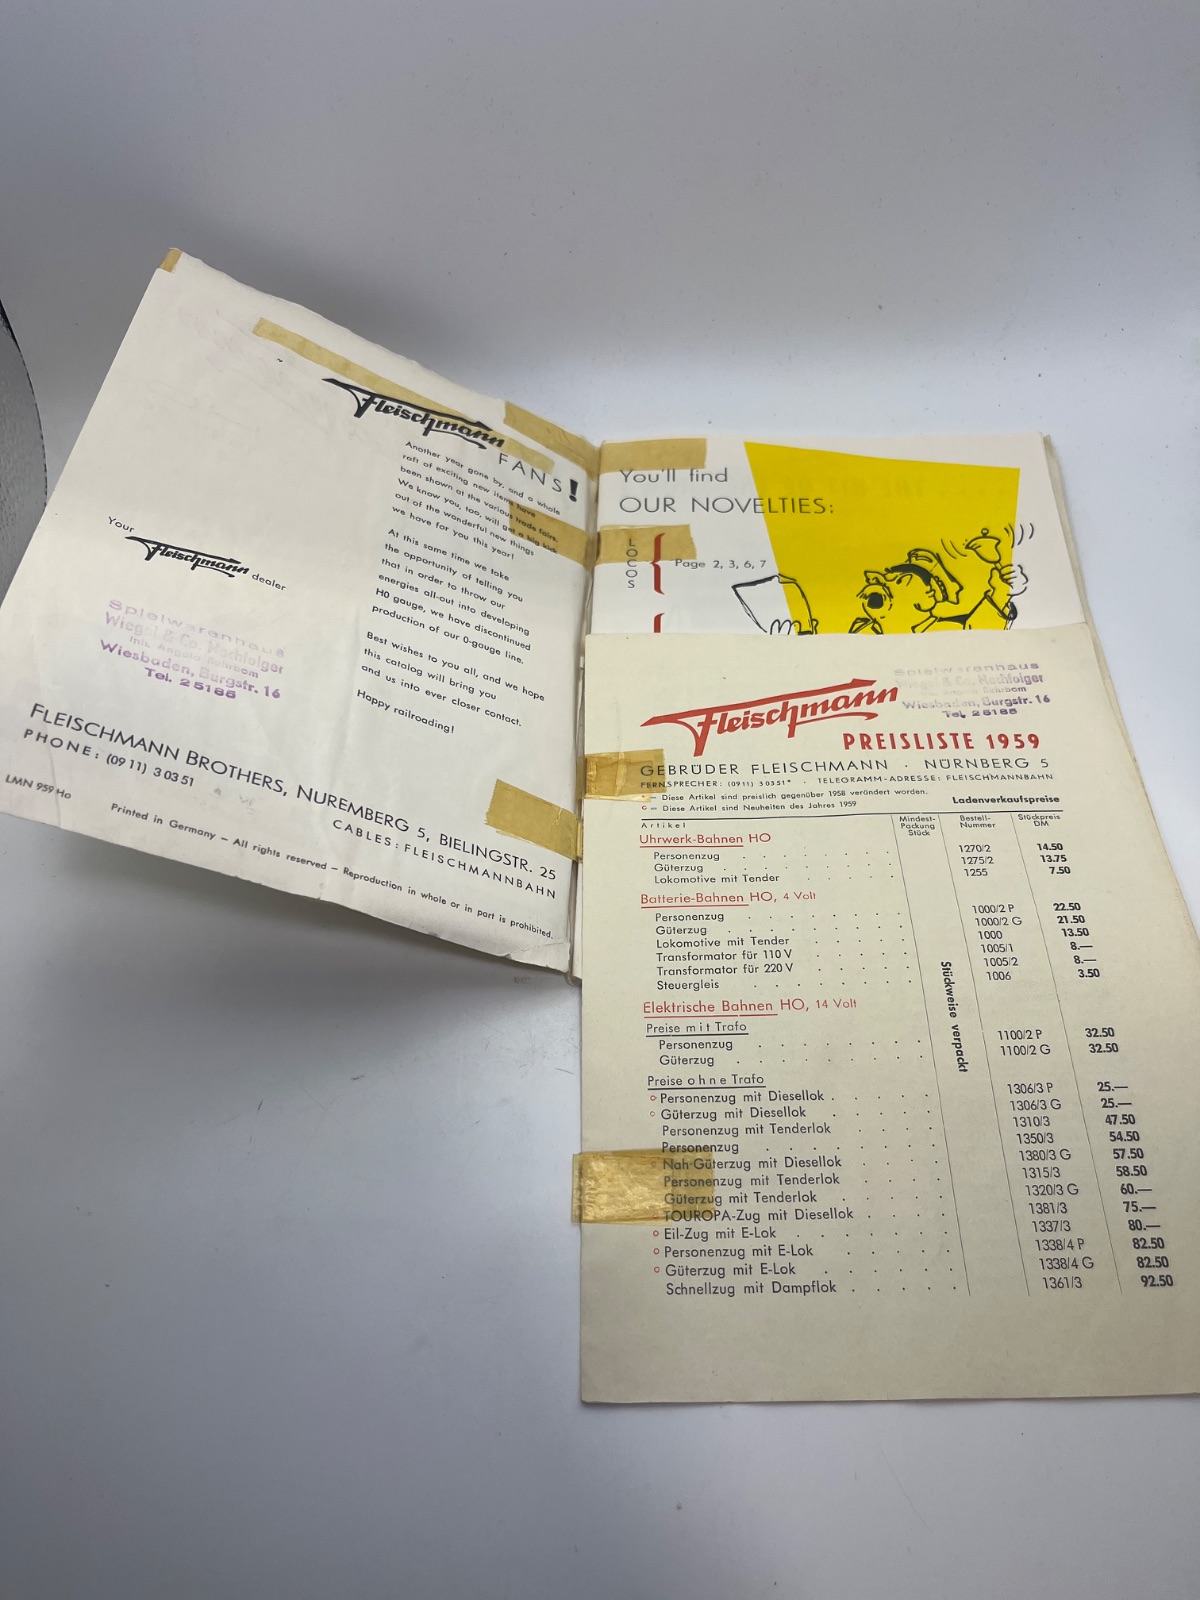 Fleischmann
FANS!
Another year gone by, and a whole
raft of exciting new items have
been shown at the various trade fairs.
We know you, too, will get a big kick
out of the wonderful new things
we have for you this year!
At this same time we take
the opportunity of telling you
that in order to throw our
energies all-out into developing
H0 gauge, we have discontinued
production of our 0-gauge line.
Best wishes to you all, and we hope
this catalog will bring you
and us into ever closer contact.
Happy railroading!
Your
Fleischmann dealer
Spielwarenhaus
Wiegel & Co. Nachfolger
Inh. Angela Rehrbom
Wiesbaden, Burgstr. 16
Tel. 25185
FLEISCHMANN BROTHERS, NUREMBERG 5, BIELINGSTR. 25
PHONE: (0911) 30351
CABLES: FLEISCHMANNBAHN
LMN 959 Ho
Printed in Germany – All rights reserved – Reproduction in whole or in part is prohibited.
You'll find
OUR NOVELTIES:
LOCOS
Page 2, 3, 6, 7
Fleischmann
Spielwarenhaus
Wiegel & Co. Nachfolger
Wiesbaden, Burgstr. 16
Tel. 25185
PREISLISTE 1959
GEBRÜDER FLEISCHMANN · NÜRNBERG 5
FERNSPRECHER: (0911) 30351* · TELEGRAMM-ADRESSE: FLEISCHMANNBAHN
* = Diese Artikel sind preislich gegenüber 1958 verändert worden.
○ = Diese Artikel sind Neuheiten des Jahres 1959
Ladenverkaufspreise
Artikel Mindest-Packung Stück Bestell-Nummer Stückpreis DM
Uhrwerk-Bahnen HO
Personenzug 1270/2 14.50
Güterzug 1275/2 13.75
Lokomotive mit Tender 1255 7.50
Batterie-Bahnen HO, 4 Volt
Personenzug 1000/2 P 22.50
Güterzug 1000/2 G 21.50
Lokomotive mit Tender 1000 13.50
Transformator für 110 V 1005/1 8.—
Transformator für 220 V 1005/2 8.—
Steuergleis 1006 3.50
Stückweise verpackt
Elektrische Bahnen HO, 14 Volt
Preise mit Trafo
Personenzug 1100/2 P 32.50
Güterzug 1100/2 G 32.50
Preise ohne Trafo
○ Personenzug mit Diesellok 1306/3 P 25.—
○ Güterzug mit Diesellok 1306/3 G 25.—
Personenzug mit Tenderlok 1310/3 47.50
Personenzug 1350/3 54.50
○ Nah-Güterzug mit Diesellok 1380/3 G 57.50
Personenzug mit Tenderlok 1315/3 58.50
Güterzug mit Tenderlok 1320/3 G 60.—
○ TOUROPA-Zug mit Diesellok 1381/3 75.—
○ Eil-Zug mit E-Lok 1337/3 80.—
○ Personenzug mit E-Lok 1338/4 P 82.50
○ Güterzug mit E-Lok 1338/4 G 82.50
Schnellzug mit Dampflok 1361/3 92.50